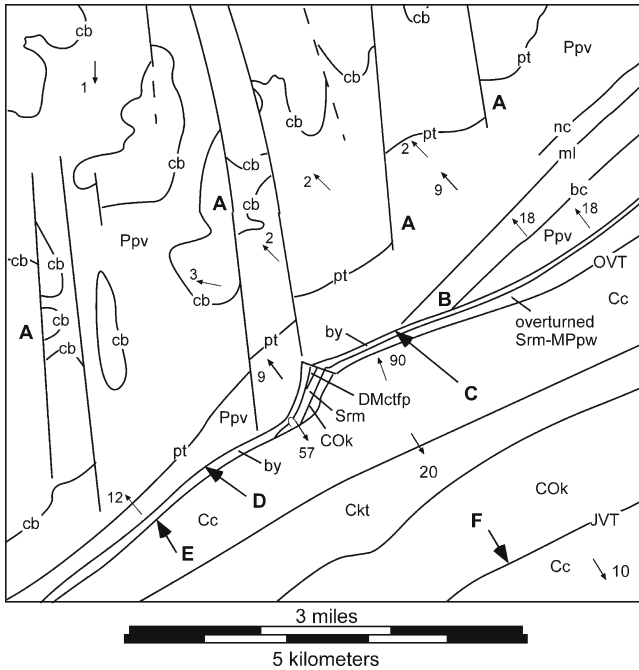 cb
cb
Ppv
pt
1
cb
A
nc
cb
cb
pt
2
ml
cb
cb
2
9
bc
A
cb
18
18
Ppv
2
A
Ppv
cb
3
OVT
cb
cb
B
Cc
A
cb
by
overturned
Srm-MPpw
cb
pt
90
9
DMctfp
C
Ppv
Srm
COk
pt
57
by
20
12
D
COk
cb
Cc
Ckt
F
JVT
E
Cc
10
3 miles
5 kilometers